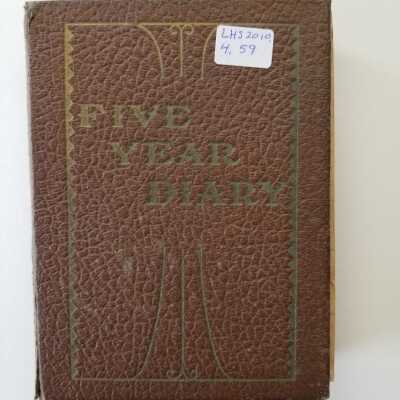 LHS2010,
4, 59
FIVE
YEAR
DIARY